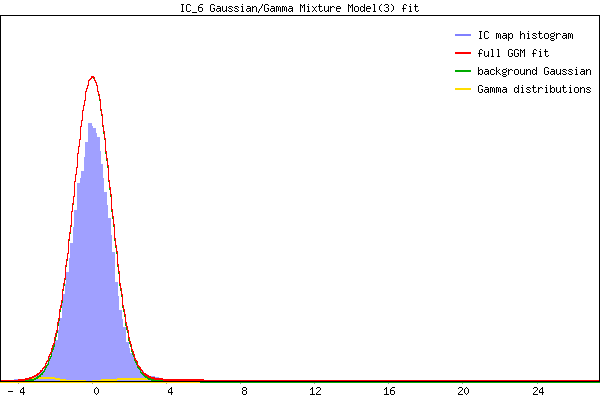 IC_6 Gaussian/Gamma Mixture Model(3) fit
IC map histogram
full GGM fit
background Gaussian
Gamma distributions
-4 0 4 8 12 16 20 24